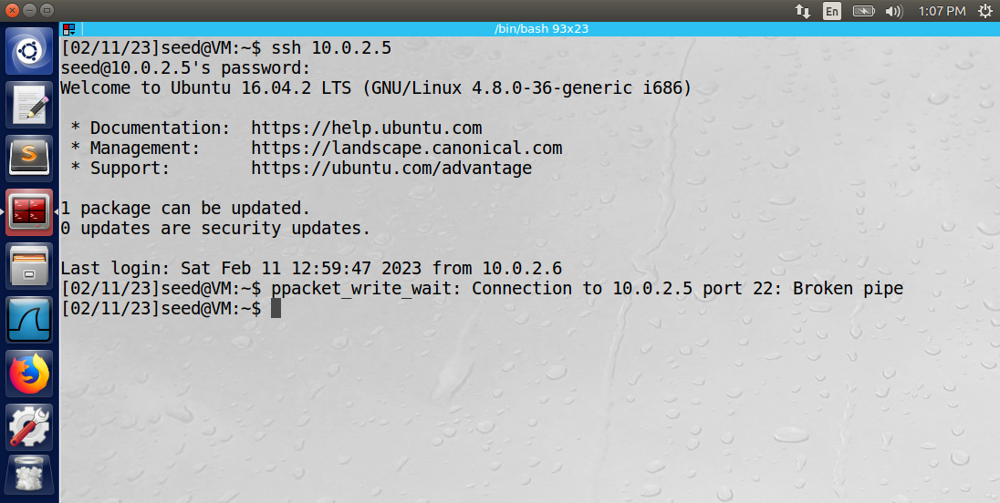 En
1:07 PM
/bin/bash 93x23
[02/11/23]seed@VM:~$ ssh 10.0.2.5
seed@10.0.2.5's password:
Welcome to Ubuntu 16.04.2 LTS (GNU/Linux 4.8.0-36-generic i686)
* Documentation:  https://help.ubuntu.com
* Management:     https://landscape.canonical.com
* Support:        https://ubuntu.com/advantage
1 package can be updated.
0 updates are security updates.
Last login: Sat Feb 11 12:59:47 2023 from 10.0.2.6
[02/11/23]seed@VM:~$ ppacket_write_wait: Connection to 10.0.2.5 port 22: Broken pipe
[02/11/23]seed@VM:~$